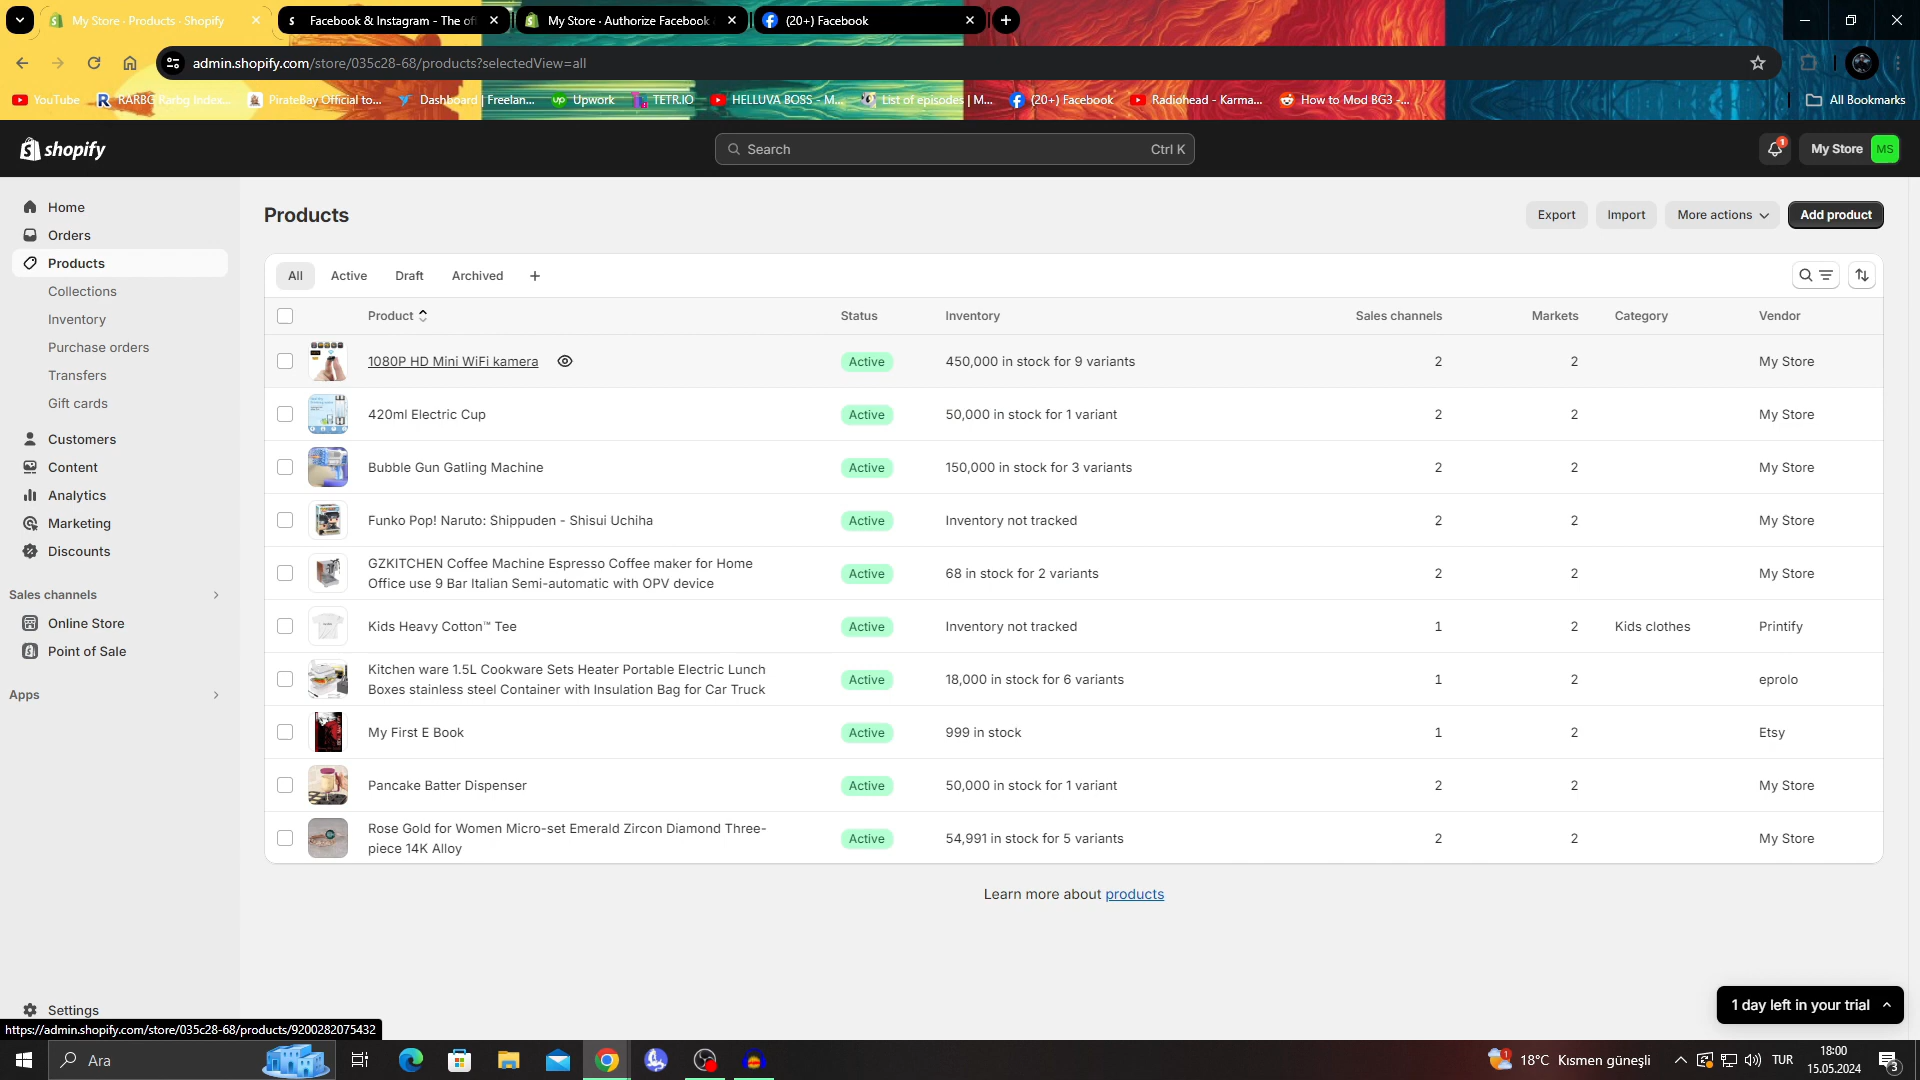 My Store · Products · Shopify
Facebook & Instagram - The of
My Store · Authorize Facebook
(20+) Facebook
admin.shopify.com/store/035c28-68/products?selectedView=all
YouTube
RARBG Rarbg Index...
PirateBay Official to...
Dashboard | Freelan...
Upwork
TETR.IO
HELLUVA BOSS - M...
List of episodes | M...
(20+) Facebook
Radiohead - Karma...
How to Mod BG3 -...
All Bookmarks
shopify
Search
Ctrl K
1
My Store
MS
Home
Orders
Products
Collections
Inventory
Purchase orders
Transfers
Gift cards
Customers
Content
Analytics
Marketing
Discounts
Sales channels
Online Store
Point of Sale
Apps
Settings
Products
Export
Import
More actions
Add product
All
Active
Draft
Archived
Product
Status
Inventory
Sales channels
Markets
Category
Vendor
1080P HD Mini WiFi kamera
Active
450,000 in stock for 9 variants
2
2
My Store
420ml Electric Cup
Active
50,000 in stock for 1 variant
2
2
My Store
Bubble Gun Gatling Machine
Active
150,000 in stock for 3 variants
2
2
My Store
Funko Pop! Naruto: Shippuden - Shisui Uchiha
Active
Inventory not tracked
2
2
My Store
GZKITCHEN Coffee Machine Espresso Coffee maker for Home
Office use 9 Bar Italian Semi-automatic with OPV device
Active
68 in stock for 2 variants
2
2
My Store
Kids Heavy Cotton™ Tee
Active
Inventory not tracked
1
2
Kids clothes
Printify
Kitchen ware 1.5L Cookware Sets Heater Portable Electric Lunch
Boxes stainless steel Container with Insulation Bag for Car Truck
Active
18,000 in stock for 6 variants
1
2
eprolo
My First E Book
Active
999 in stock
1
2
Etsy
Pancake Batter Dispenser
Active
50,000 in stock for 1 variant
2
2
My Store
Rose Gold for Women Micro-set Emerald Zircon Diamond Three-
piece 14K Alloy
Active
54,991 in stock for 5 variants
2
2
My Store
Learn more about products
1 day left in your trial
https://admin.shopify.com/store/035c28-68/products/9200282075432
Ara
1
18°C Kısmen güneşli
TUR
18:00
15.05.2024
3